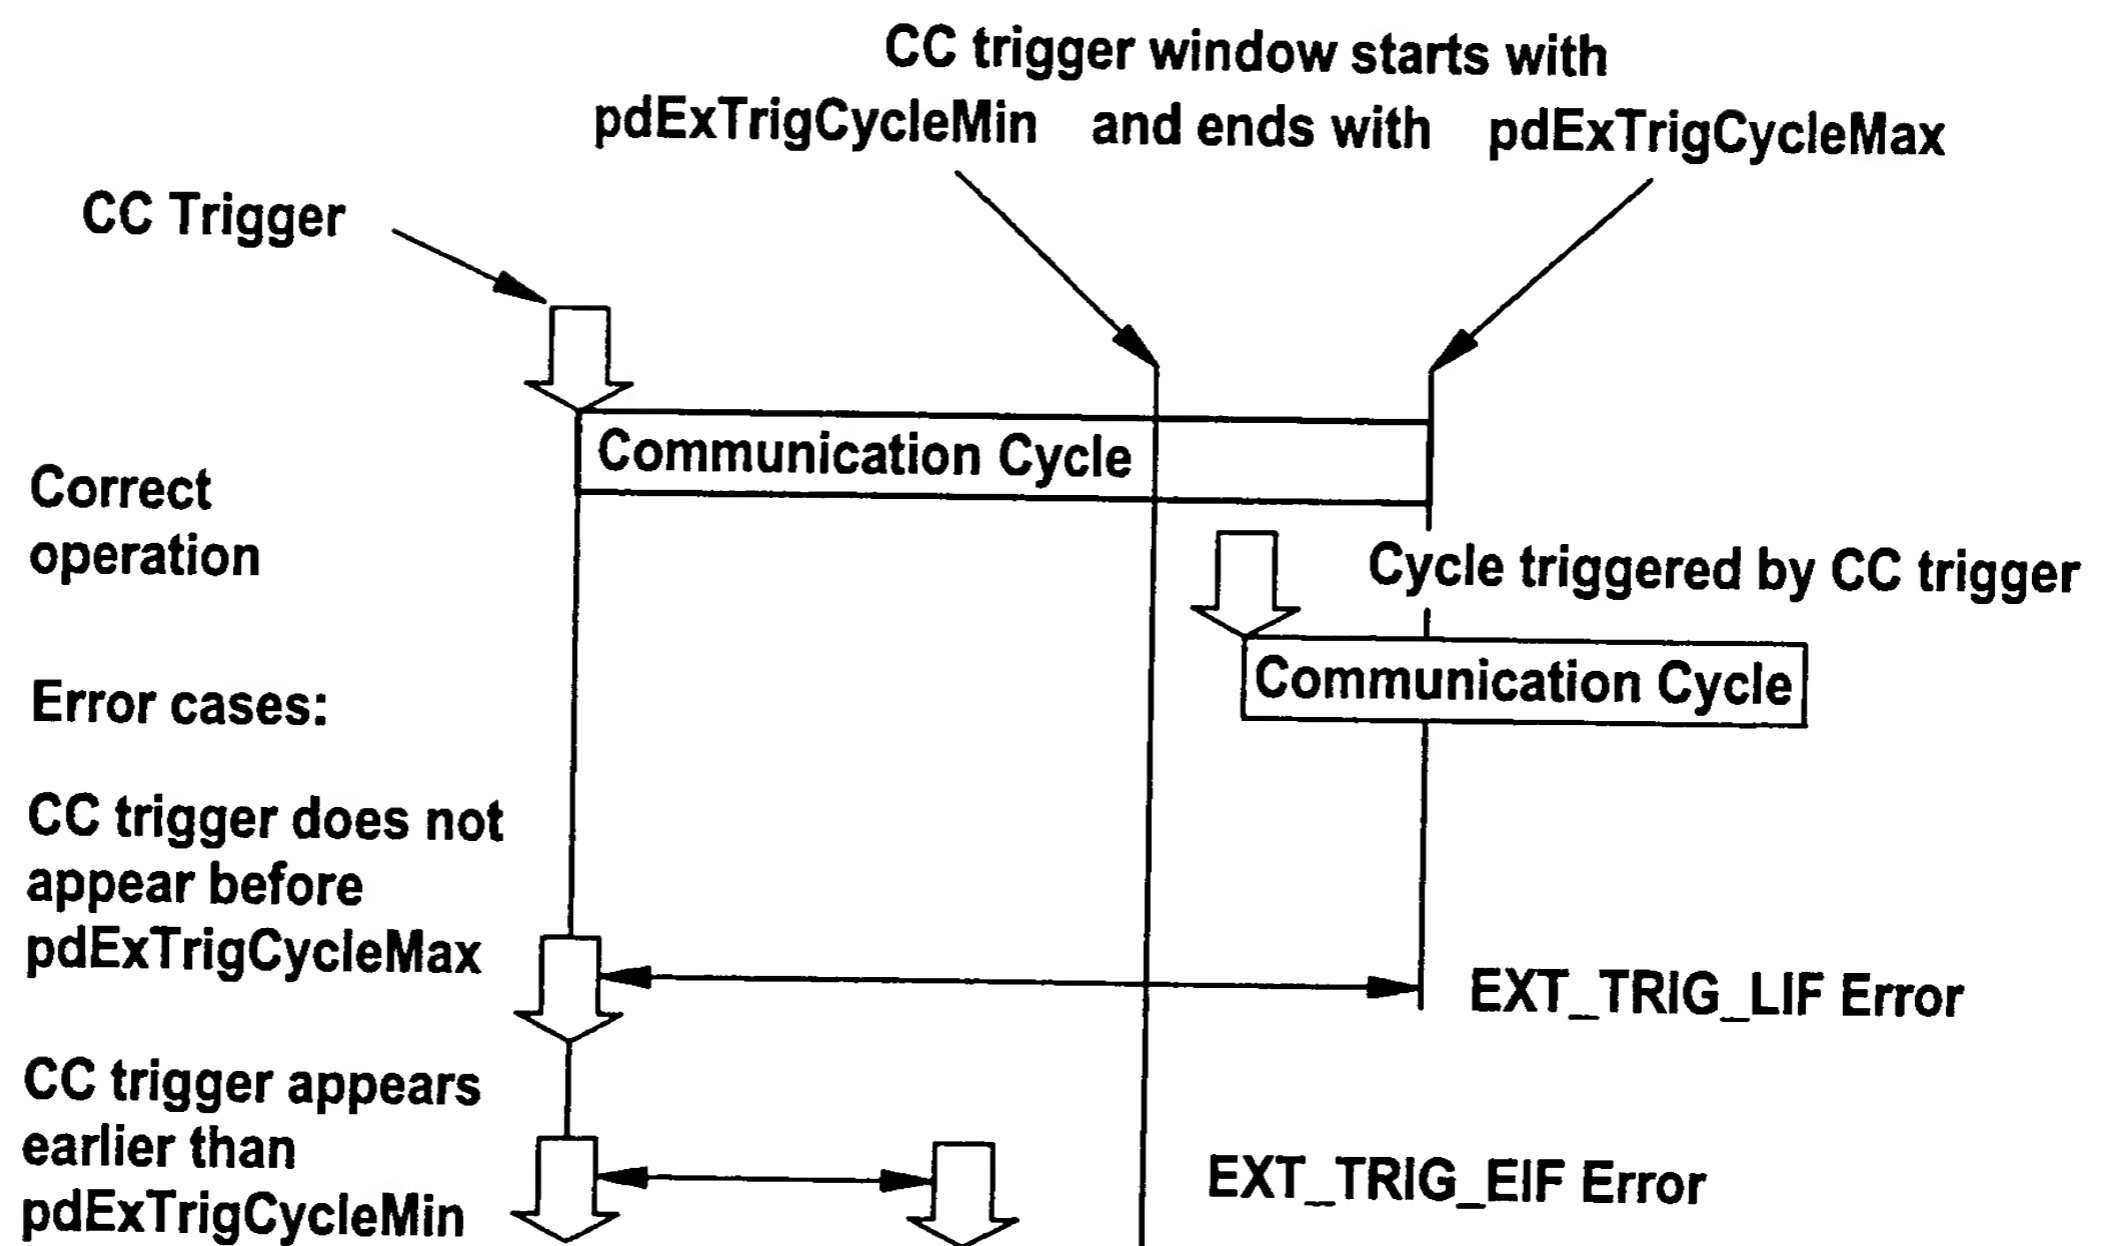 CC trigger window starts with
pdExTrigCycleMin and ends with pdExTrigCycleMax
CC Trigger
Communication Cycle
Correct
operation
Cycle triggered by CC trigger
Communication Cycle
Error cases:
CC trigger does not
appear before
pdExTrigCycleMax
EXT_TRIG_LIF Error
CC trigger appears
earlier than
pdExTrigCycleMin
EXT_TRIG_EIF Error